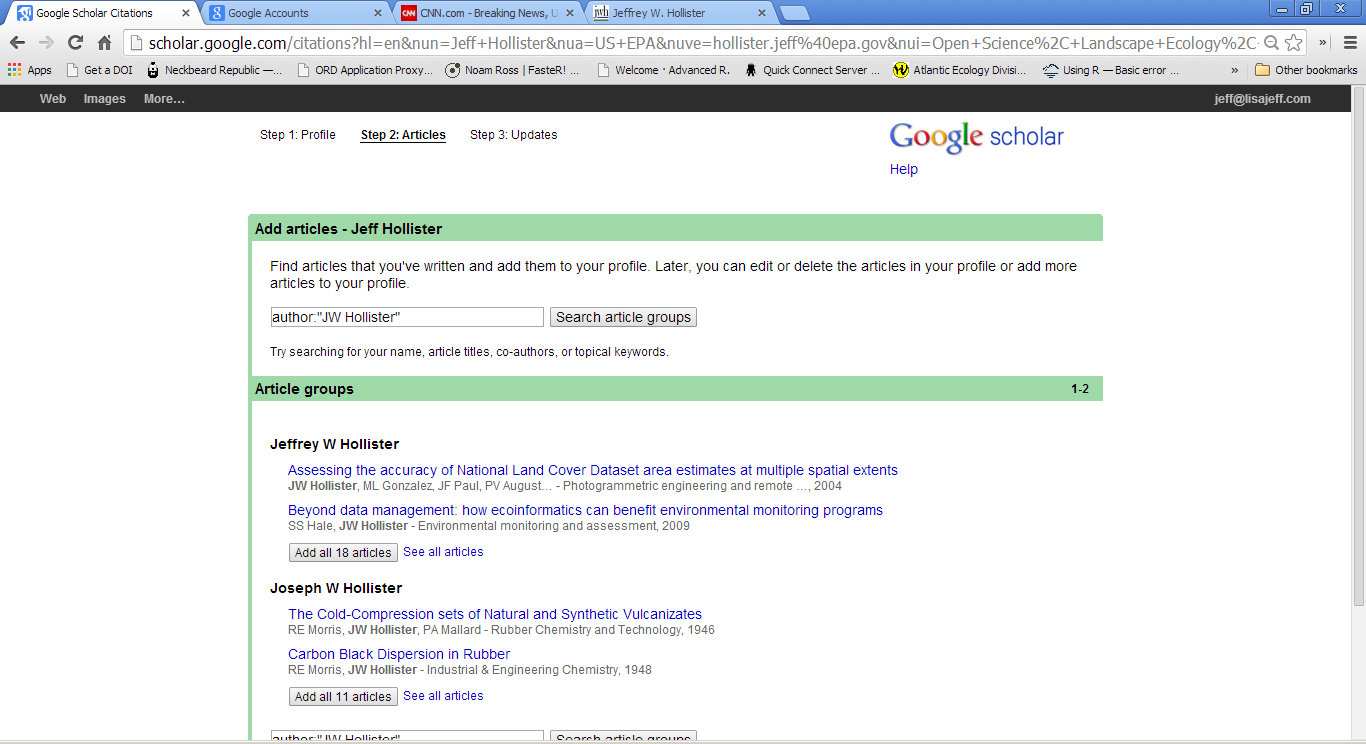 Google Scholar Citations
Google Accounts
CNN.com - Breaking News, U
Jeffrey W. Hollister
scholar.google.com/citations?hl=en&nun=Jeff+Hollister&nua=US+EPA&nuve=hollister.jeff%40epa.gov&nui=Open+Science%2C+Landscape+Ecology%2C
Apps
Get a DOI
Neckbeard Republic —...
ORD Application Proxy...
Noam Ross | FasteR! ...
Welcome · Advanced R.
Quick Connect Server ...
Atlantic Ecology Divisi...
Using R — Basic error ...
»
Other bookmarks
Web Images More... jeff@lisajeff.com
Step 1: Profile Step 2: Articles Step 3: Updates
Google scholar
Help
Add articles - Jeff Hollister
Find articles that you've written and add them to your profile. Later, you can edit or delete the articles in your profile or add more
articles to your profile.
author:"JW Hollister" Search article groups
Try searching for your name, article titles, co-authors, or topical keywords.
Article groups 1-2
Jeffrey W Hollister
Assessing the accuracy of National Land Cover Dataset area estimates at multiple spatial extents
JW Hollister, ML Gonzalez, JF Paul, PV August... - Photogrammetric engineering and remote ..., 2004
Beyond data management: how ecoinformatics can benefit environmental monitoring programs
SS Hale, JW Hollister - Environmental monitoring and assessment, 2009
Add all 18 articles See all articles
Joseph W Hollister
The Cold-Compression sets of Natural and Synthetic Vulcanizates
RE Morris, JW Hollister, PA Mallard - Rubber Chemistry and Technology, 1946
Carbon Black Dispersion in Rubber
RE Morris, JW Hollister - Industrial & Engineering Chemistry, 1948
Add all 11 articles See all articles
author:"JW Hollister" Search article groups